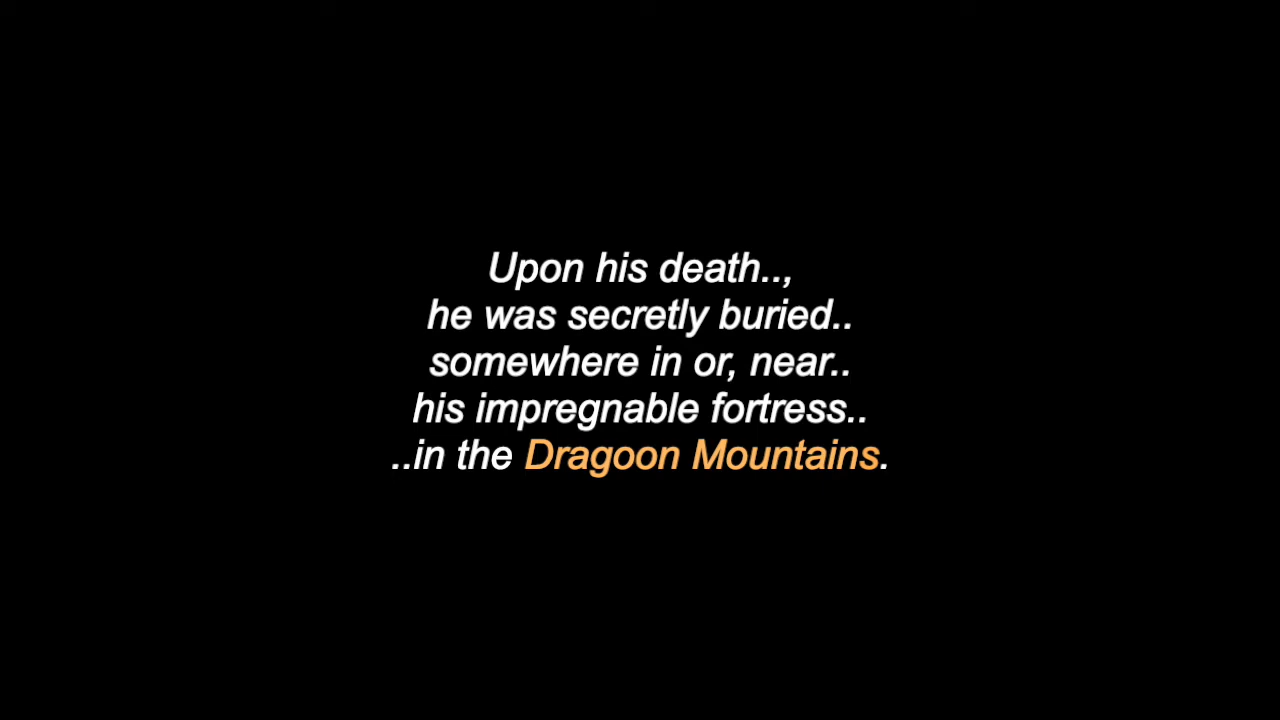 Upon his death..,
he was secretly buried..
somewhere in or, near..
his impregnable fortress..
..in the Dragoon Mountains.